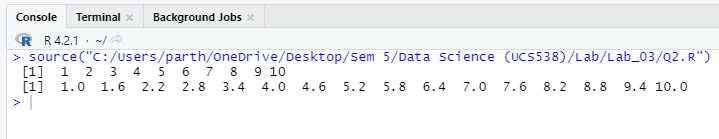 Console Terminal Background Jobs
R 4.2.1 · ~/
> source("C:/Users/parth/OneDrive/Desktop/Sem 5/Data Science (UCS538)/Lab/Lab_03/Q2.R")
[1] 1 2 3 4 5 6 7 8 9 10
[1] 1.0 1.6 2.2 2.8 3.4 4.0 4.6 5.2 5.8 6.4 7.0 7.6 8.2 8.8 9.4 10.0
>